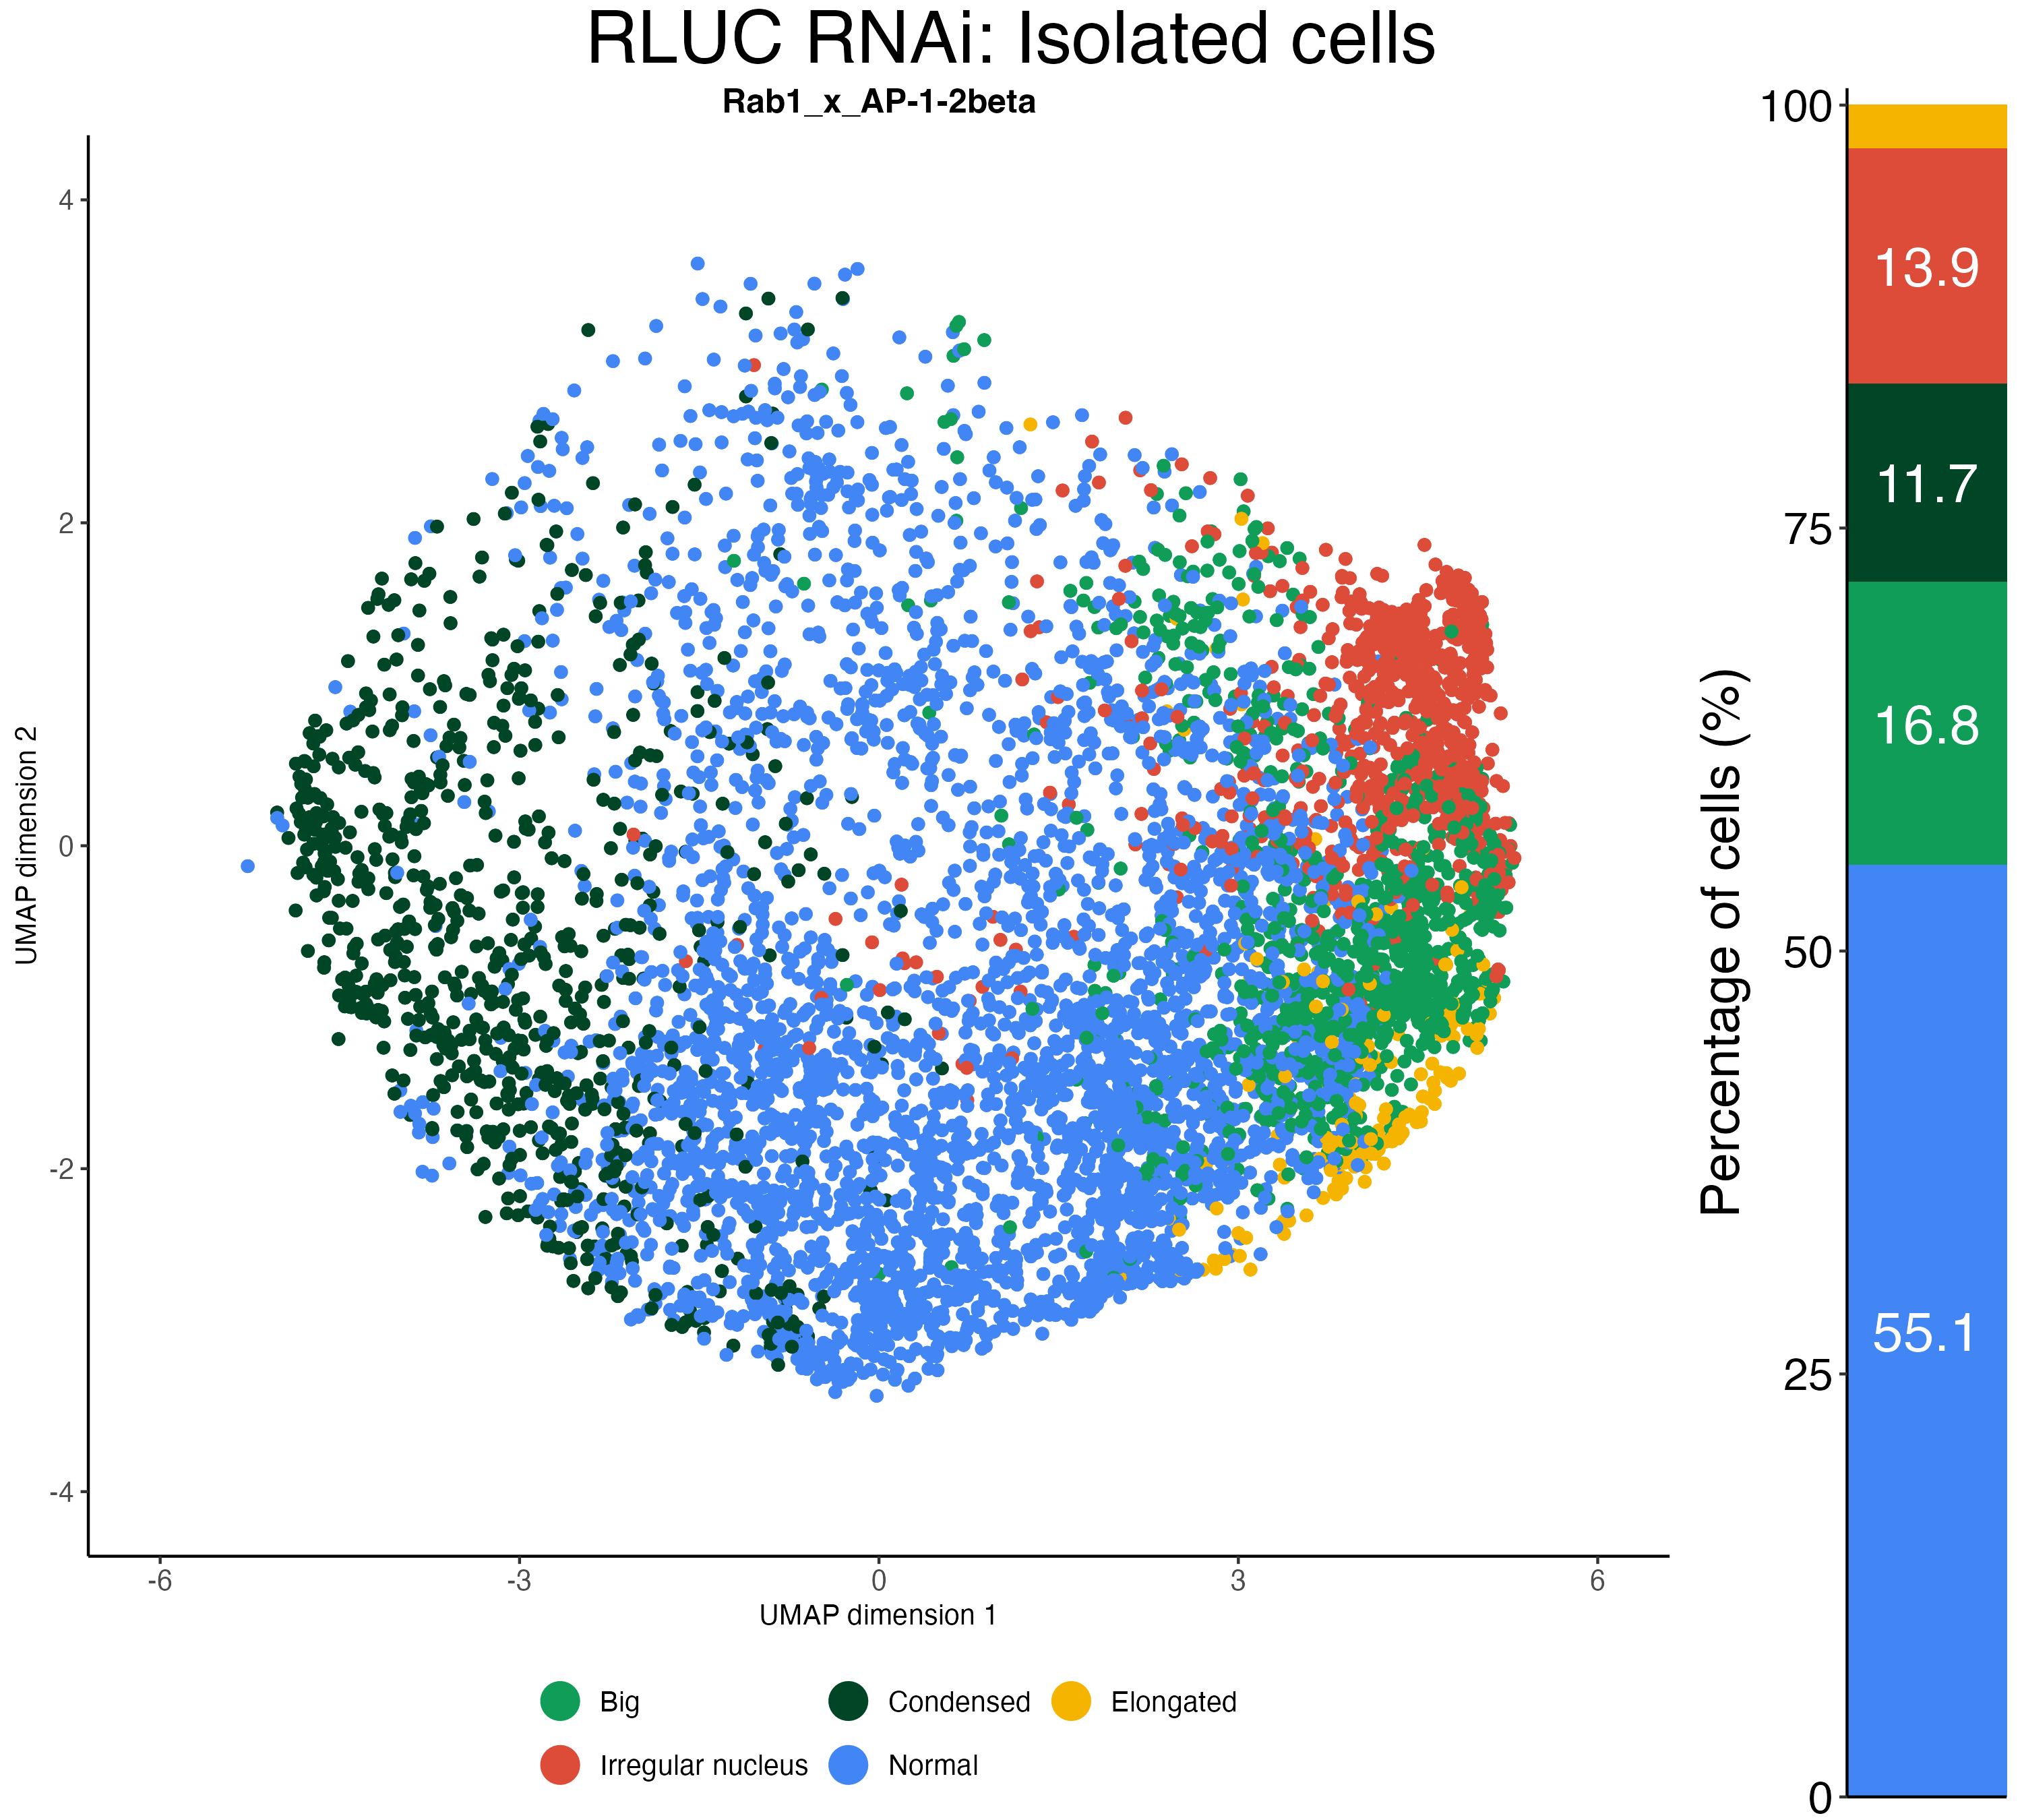 RLUC RNAi: Isolated cells
Rab1_x_AP-1-2beta
UMAP dimension 2
4
2
0
-2
-4
-6
-3
0
3
6
UMAP dimension 1
Big
Condensed
Elongated
Irregular nucleus
Normal
Percentage of cells (%)
100
75
50
25
0
13.9
11.7
16.8
55.1